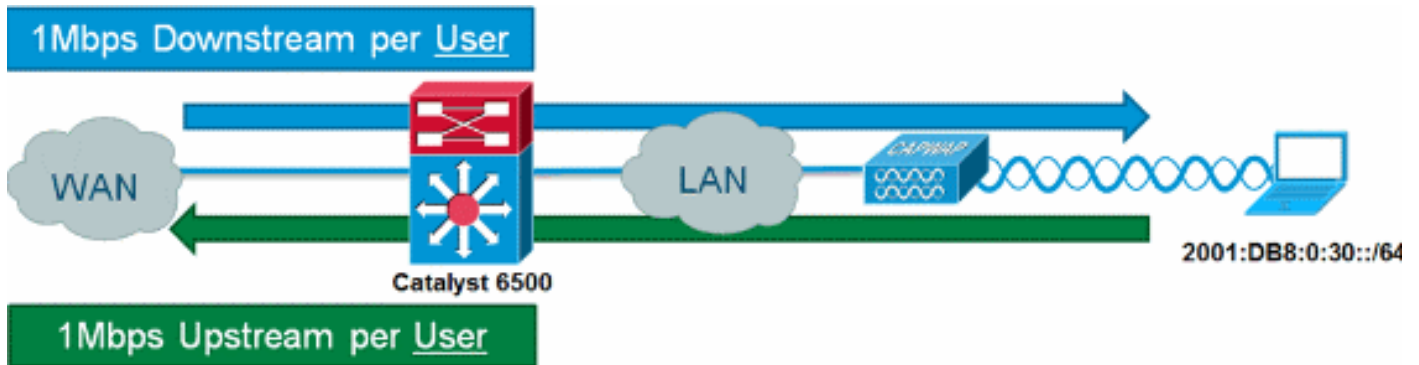 1Mbps Downstream per User
WAN
LAN
CAPWAP
2001:DB8:0:30::/64
Catalyst 6500
1Mbps Upstream per User